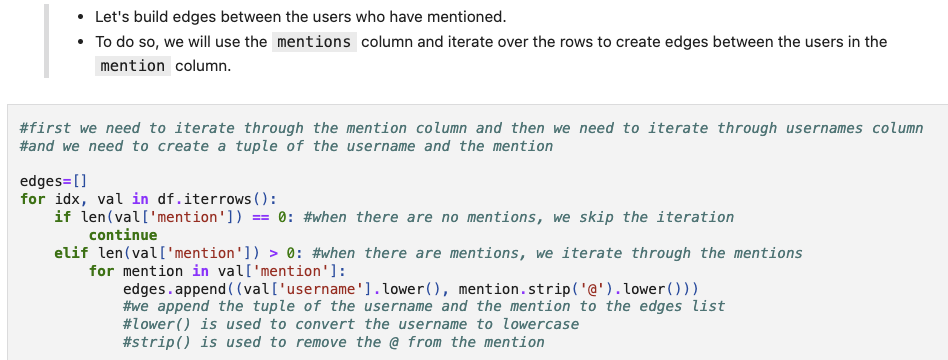 • Let's build edges between the users who have mentioned.
• To do so, we will use the mentions column and iterate over the rows to create edges between the users in the
mention column.
#first we need to iterate through the mention column and then we need to iterate through usernames column
#and we need to create a tuple of the username and the mention

edges=[]
for idx, val in df.iterrows():
    if len(val['mention']) == 0: #when there are no mentions, we skip the iteration
        continue
    elif len(val['mention']) > 0: #when there are mentions, we iterate through the mentions
        for mention in val['mention']:
            edges.append((val['username'].lower(), mention.strip('@').lower()))
            #we append the tuple of the username and the mention to the edges list
            #lower() is used to convert the username to lowercase
            #strip() is used to remove the @ from the mention